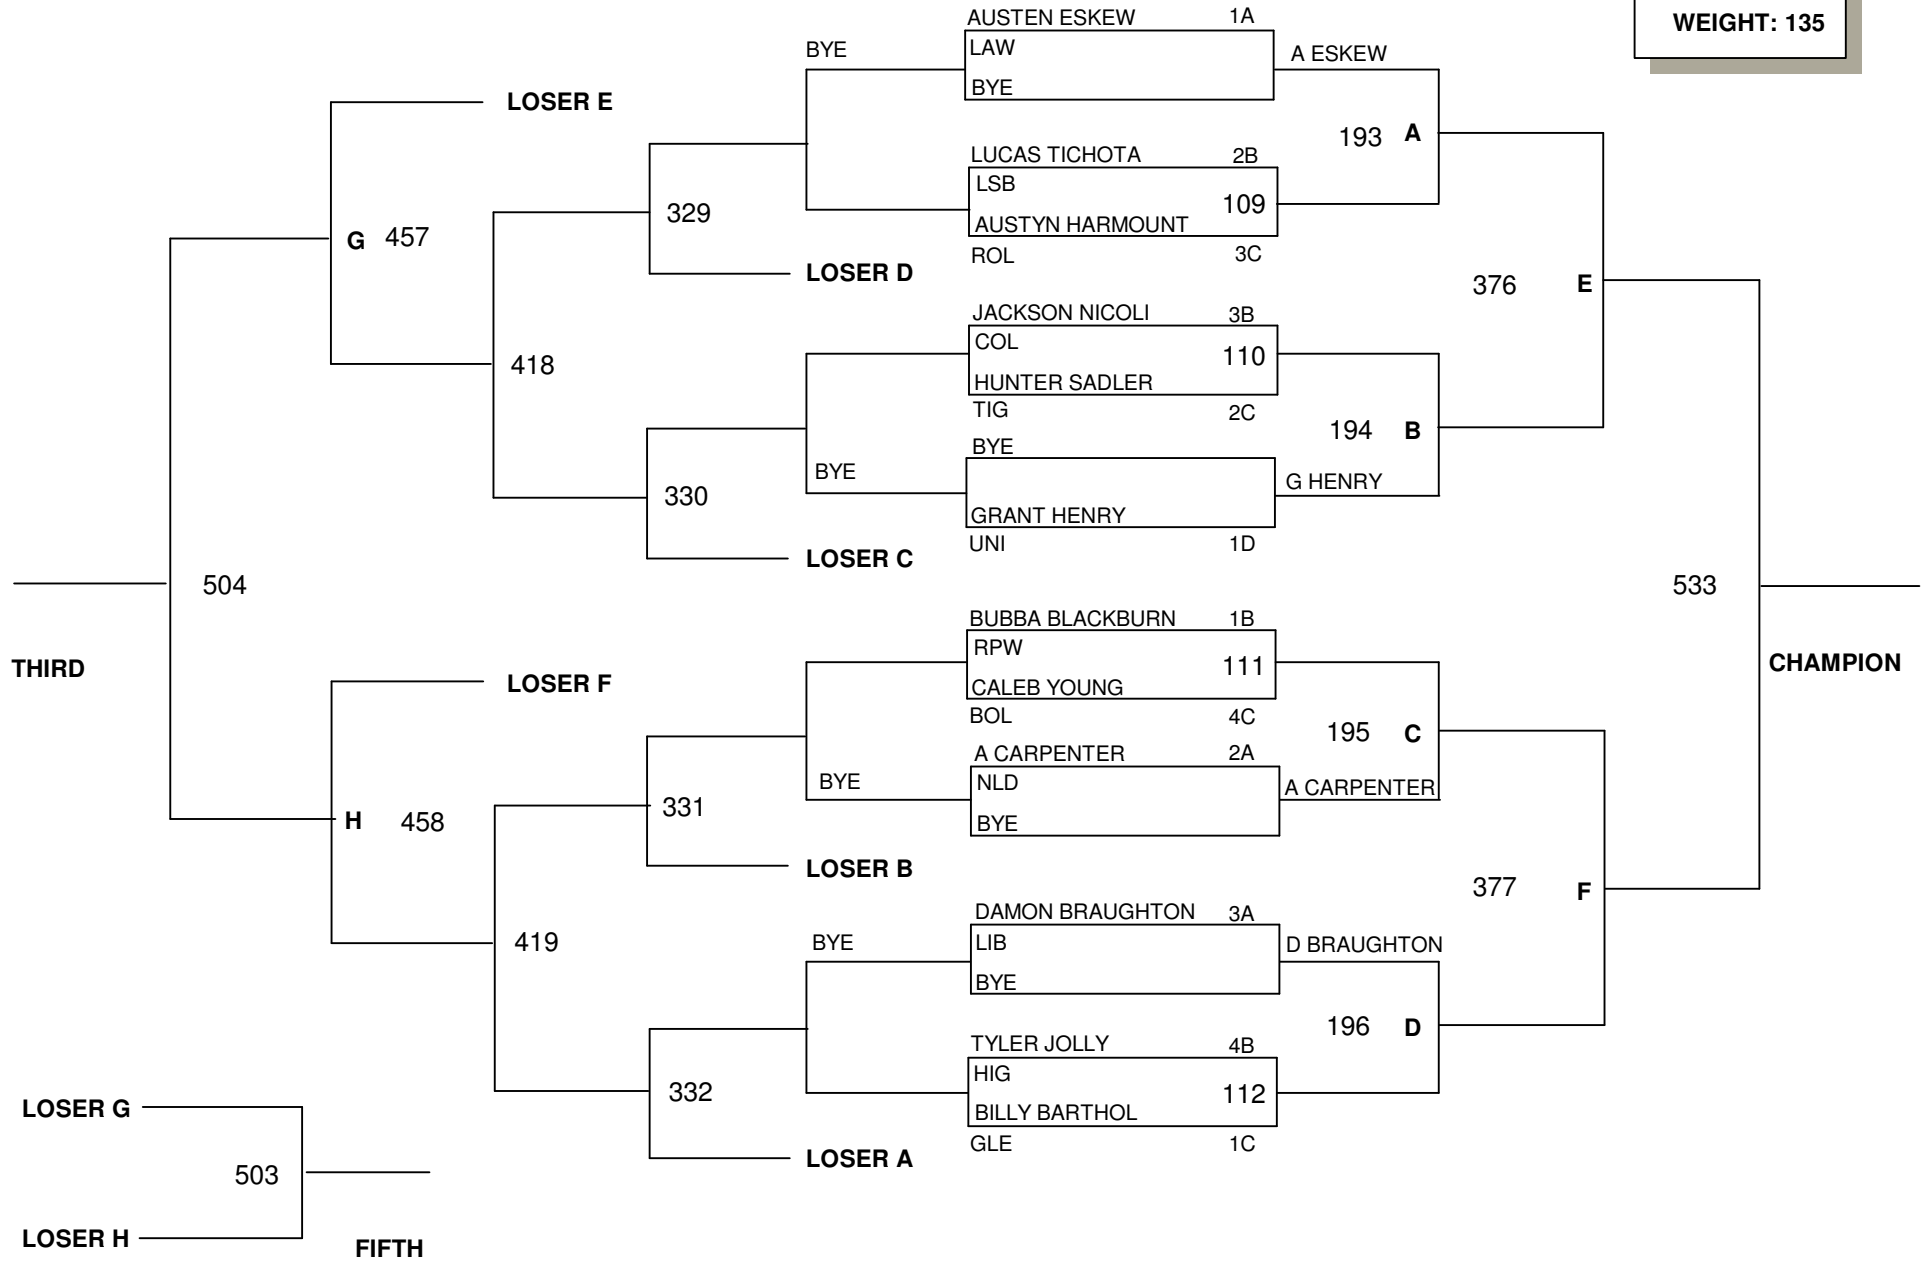 WEIGHT: 135
AUSTEN ESKEW 1A
BYE LAW A ESKEW
BYE
LOSER E
193 A
LUCAS TICHOTA 2B
LSB
329 109
AUSTYN HARMOUNT
G 457
ROL 3C
LOSER D
376 E
JACKSON NICOLI 3B
COL
418 110
HUNTER SADLER
TIG 2C
194 B
BYE
BYE G HENRY
330
GRANT HENRY
UNI 1D
LOSER C
504 533
BUBBA BLACKBURN 1B
RPW
THIRD 111 CHAMPION
LOSER F CALEB YOUNG
BOL 4C
195 C
A CARPENTER 2A
BYE NLD A CARPENTER
331
H 458 BYE
LOSER B
377 F
DAMON BRAUGHTON 3A
419 BYE LIB D BRAUGHTON
BYE
196 D
TYLER JOLLY 4B
HIG
332 112
LOSER G BILLY BARTHOL
GLE 1C
LOSER A
503
LOSER H
FIFTH